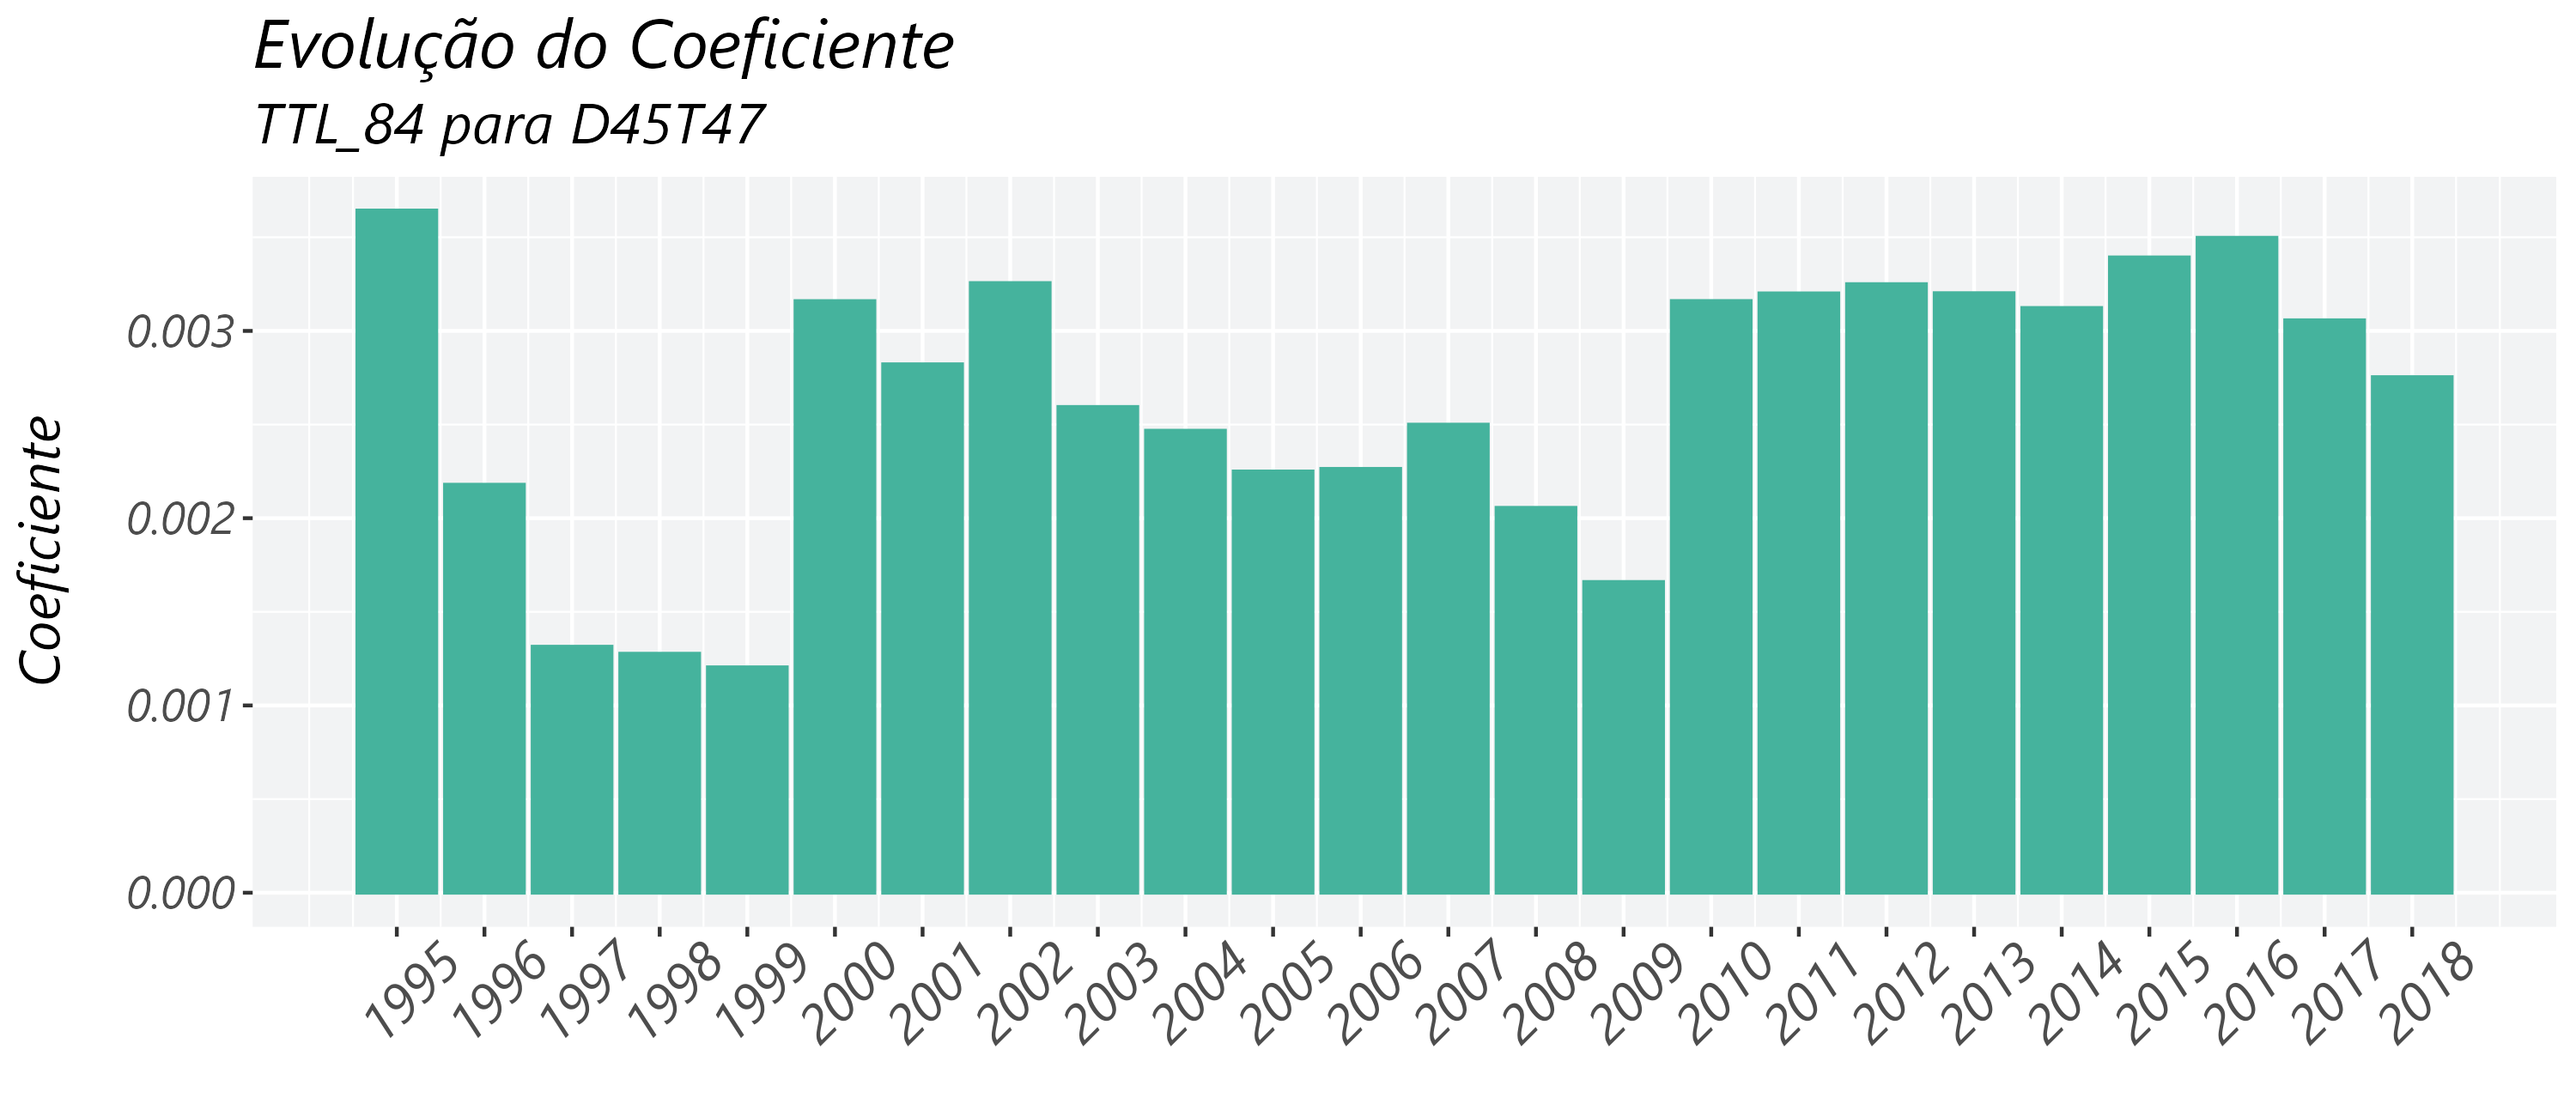 Evolução do Coeficiente
TTL_84 para D45T47
Coeficiente
0.003
0.002
0.001
0.000
1995 1996 1997 1998 1999 2000 2001 2002 2003 2004 2005 2006 2007 2008 2009 2010 2011 2012 2013 2014 2015 2016 2017 2018